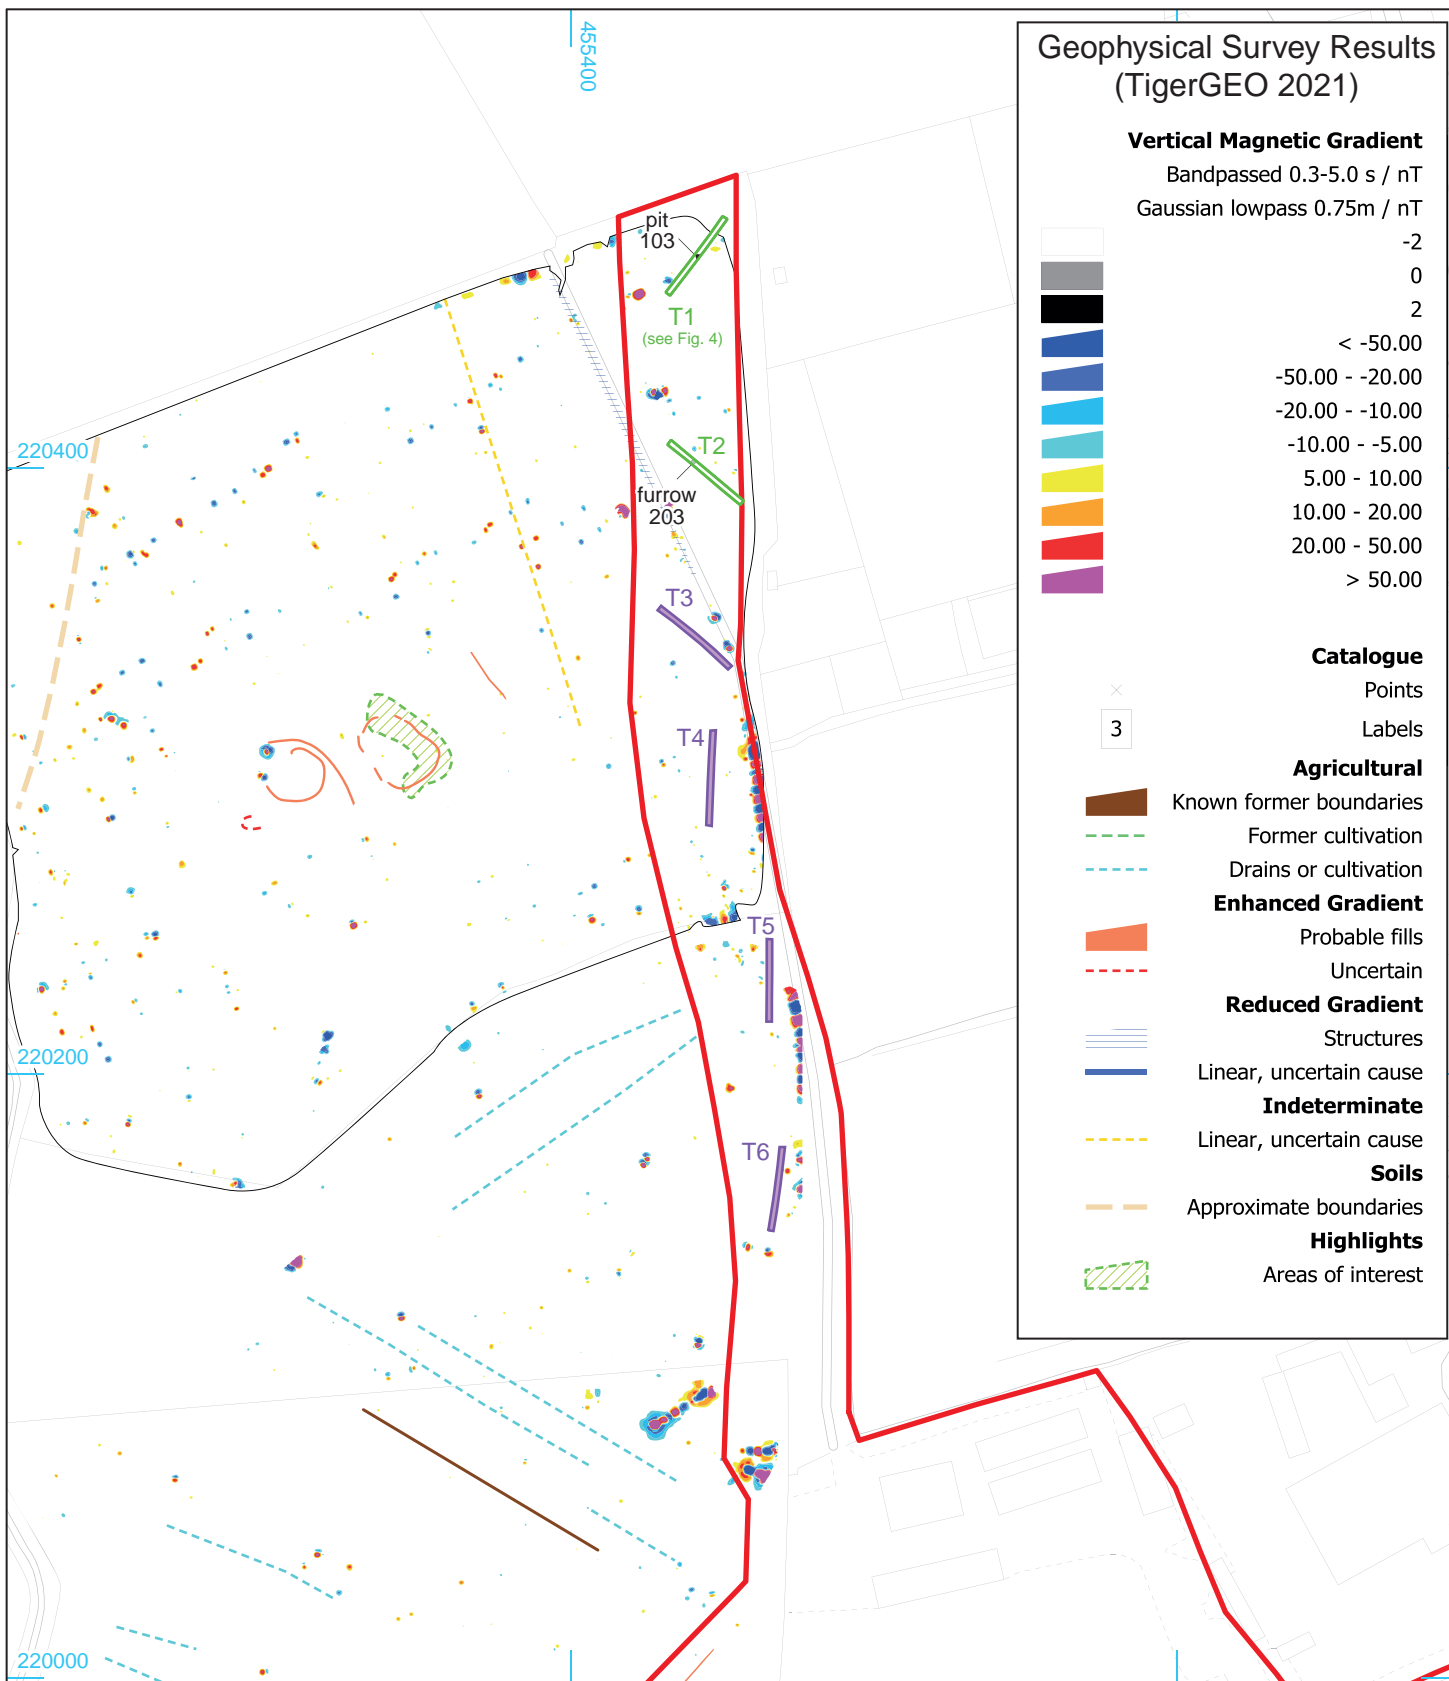 455400
Geophysical Survey Results
(TigerGEO 2021)
Vertical Magnetic Gradient
Bandpassed 0.3-5.0 s / nT
Gaussian lowpass 0.75m / nT
-2
0
2
< -50.00
-50.00 - -20.00
-20.00 - -10.00
-10.00 - -5.00
5.00 - 10.00
10.00 - 20.00
20.00 - 50.00
> 50.00
Catalogue
Points
3 Labels
Agricultural
Known former boundaries
Former cultivation
Drains or cultivation
Enhanced Gradient
Probable fills
Uncertain
Reduced Gradient
Structures
Linear, uncertain cause
Indeterminate
Linear, uncertain cause
Soils
Approximate boundaries
Highlights
Areas of interest
pit
103
T1
(see Fig. 4)
220400
T2
furrow
203
T3
T4
T5
220200
T6
220000